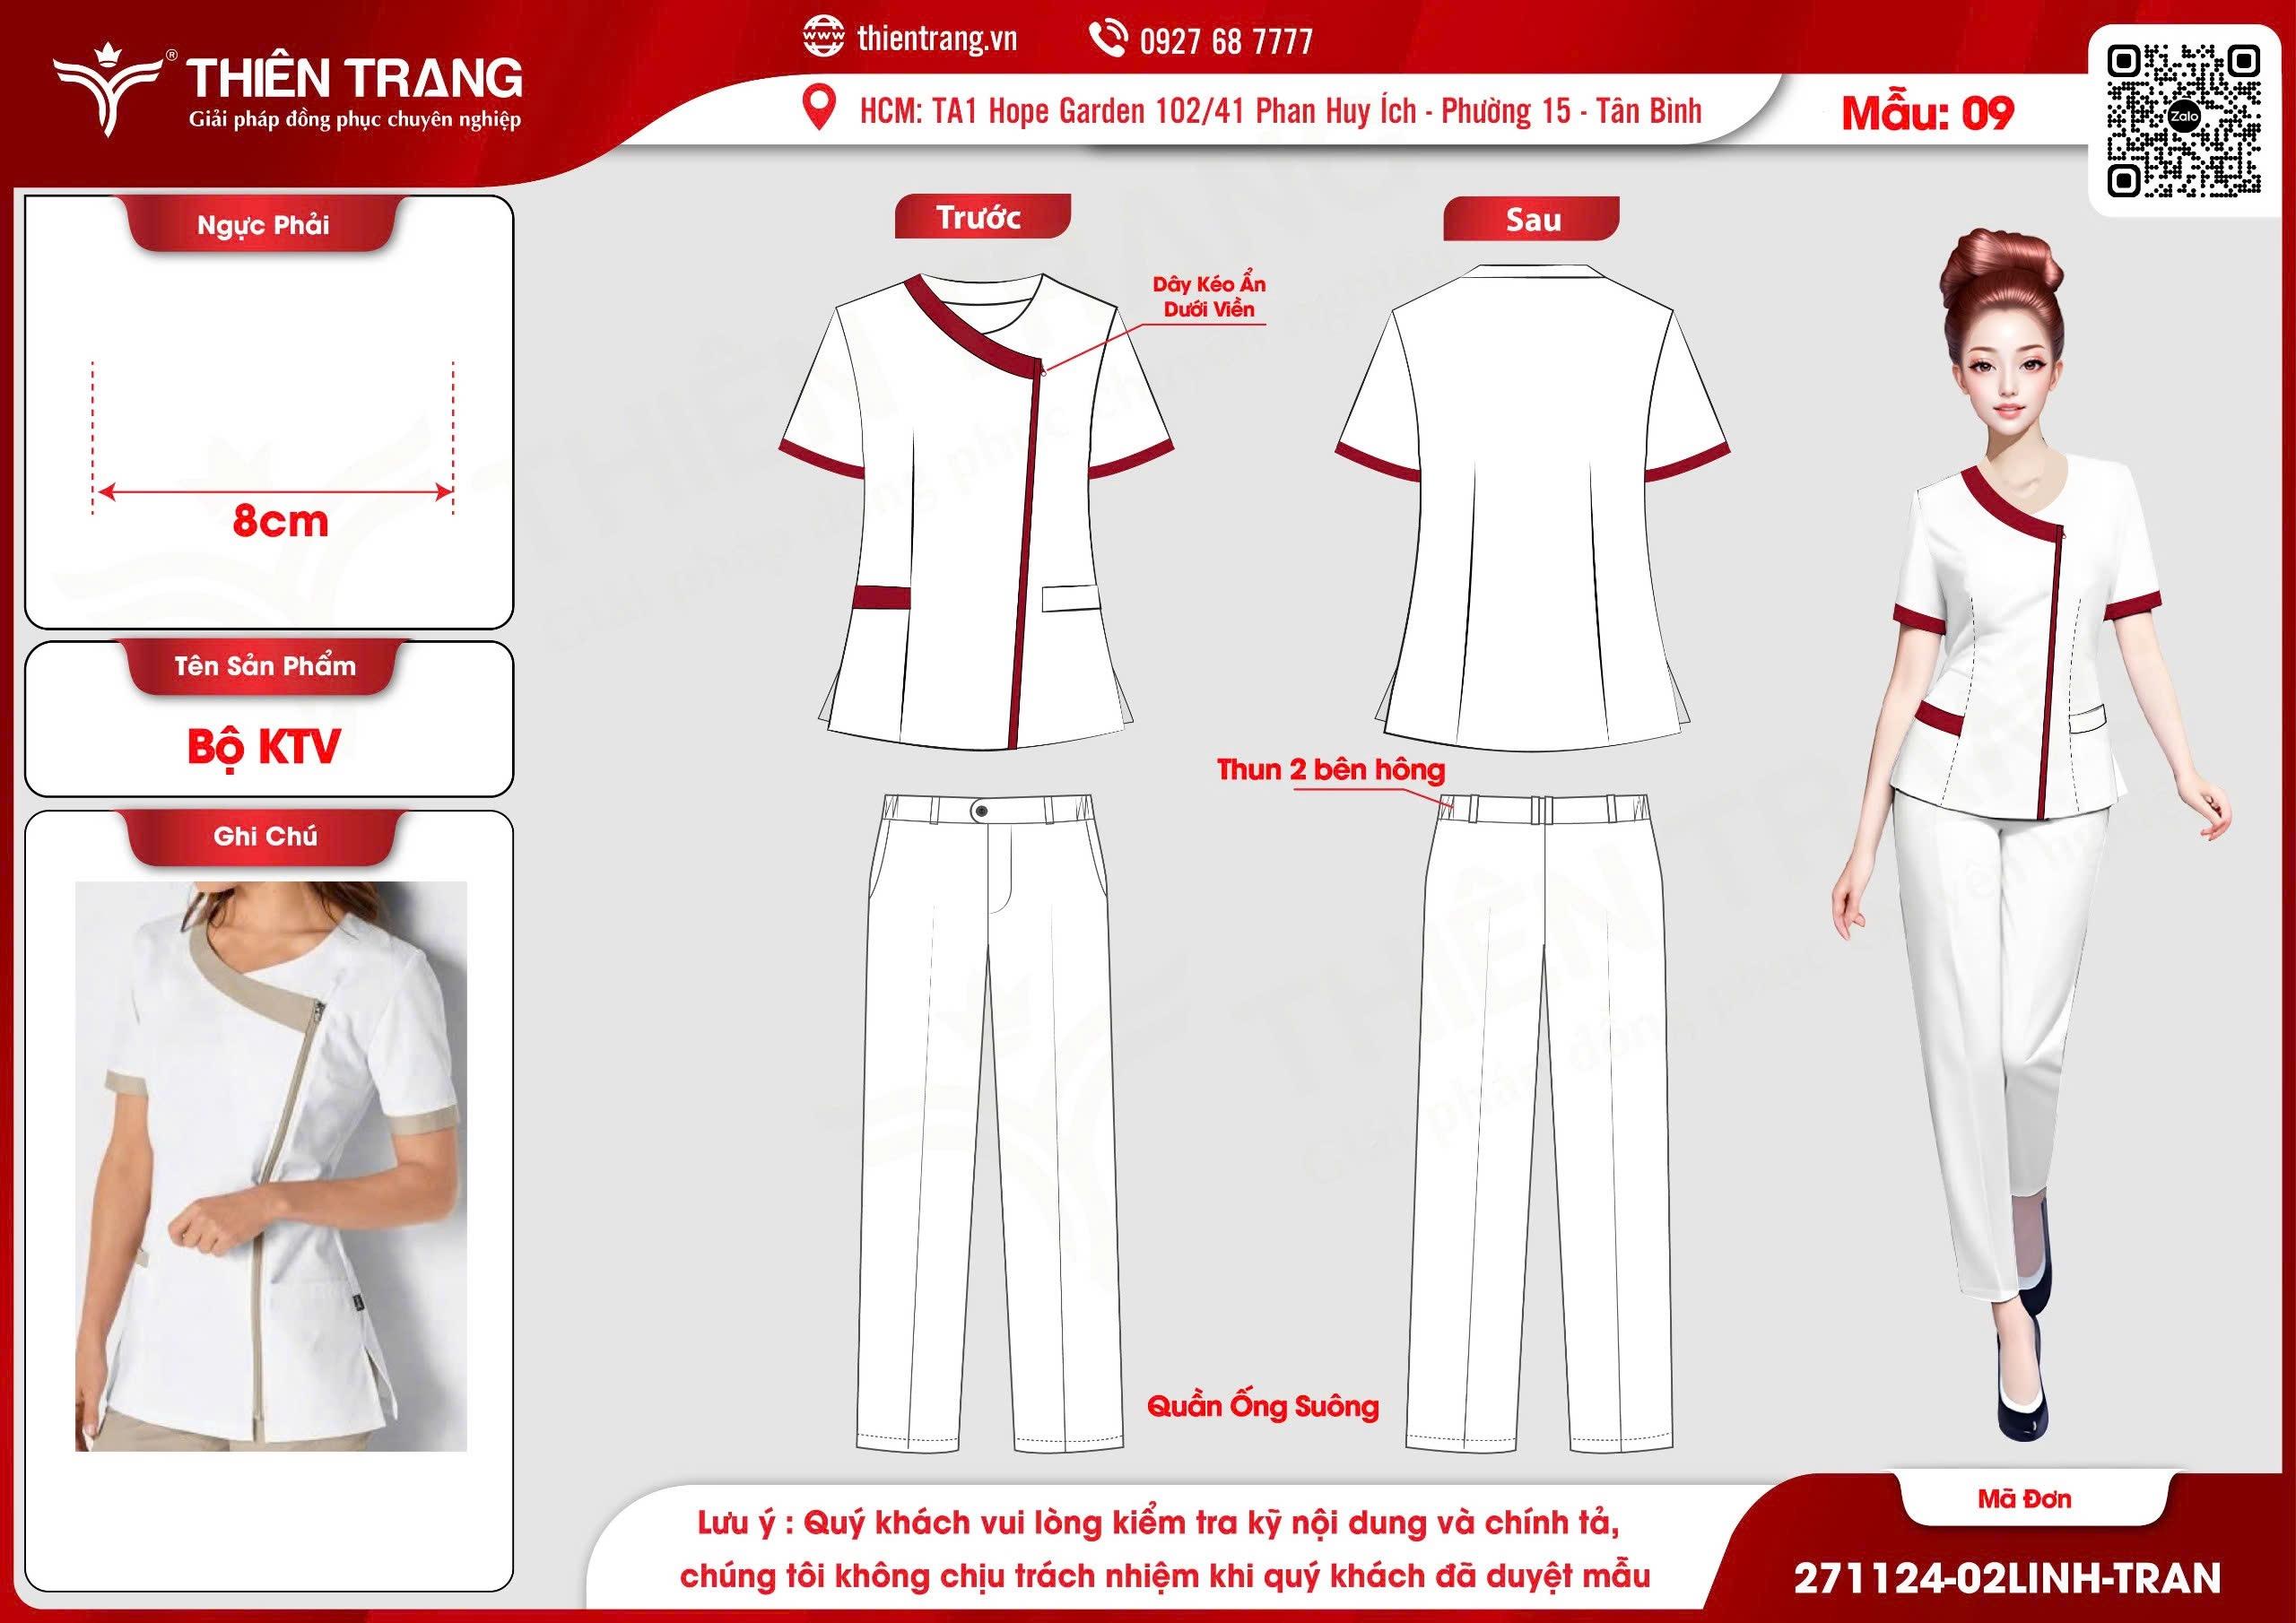 THIÊN TRANG
Giải pháp đồng phục chuyên nghiệp
www
thientrang.vn
0927 68 7777
HCM: TA1 Hope Garden 102/41 Phan Huy Ích - Phường 15 - Tân Bình
Mẫu: 09
Zalo
Ngực Phải
8cm
Tên Sản Phẩm
Bộ KTV
Ghi Chú
Trước
Sau
Dây Kéo Ẩn
Dưới Viền
Thun 2 bên hông
Quần Ống Suông
Lưu ý : Quý khách vui lòng kiểm tra kỹ nội dung và chính tả,
chúng tôi không chịu trách nhiệm khi quý khách đã duyệt mẫu
Mã Đơn
271124-02LINH-TRAN